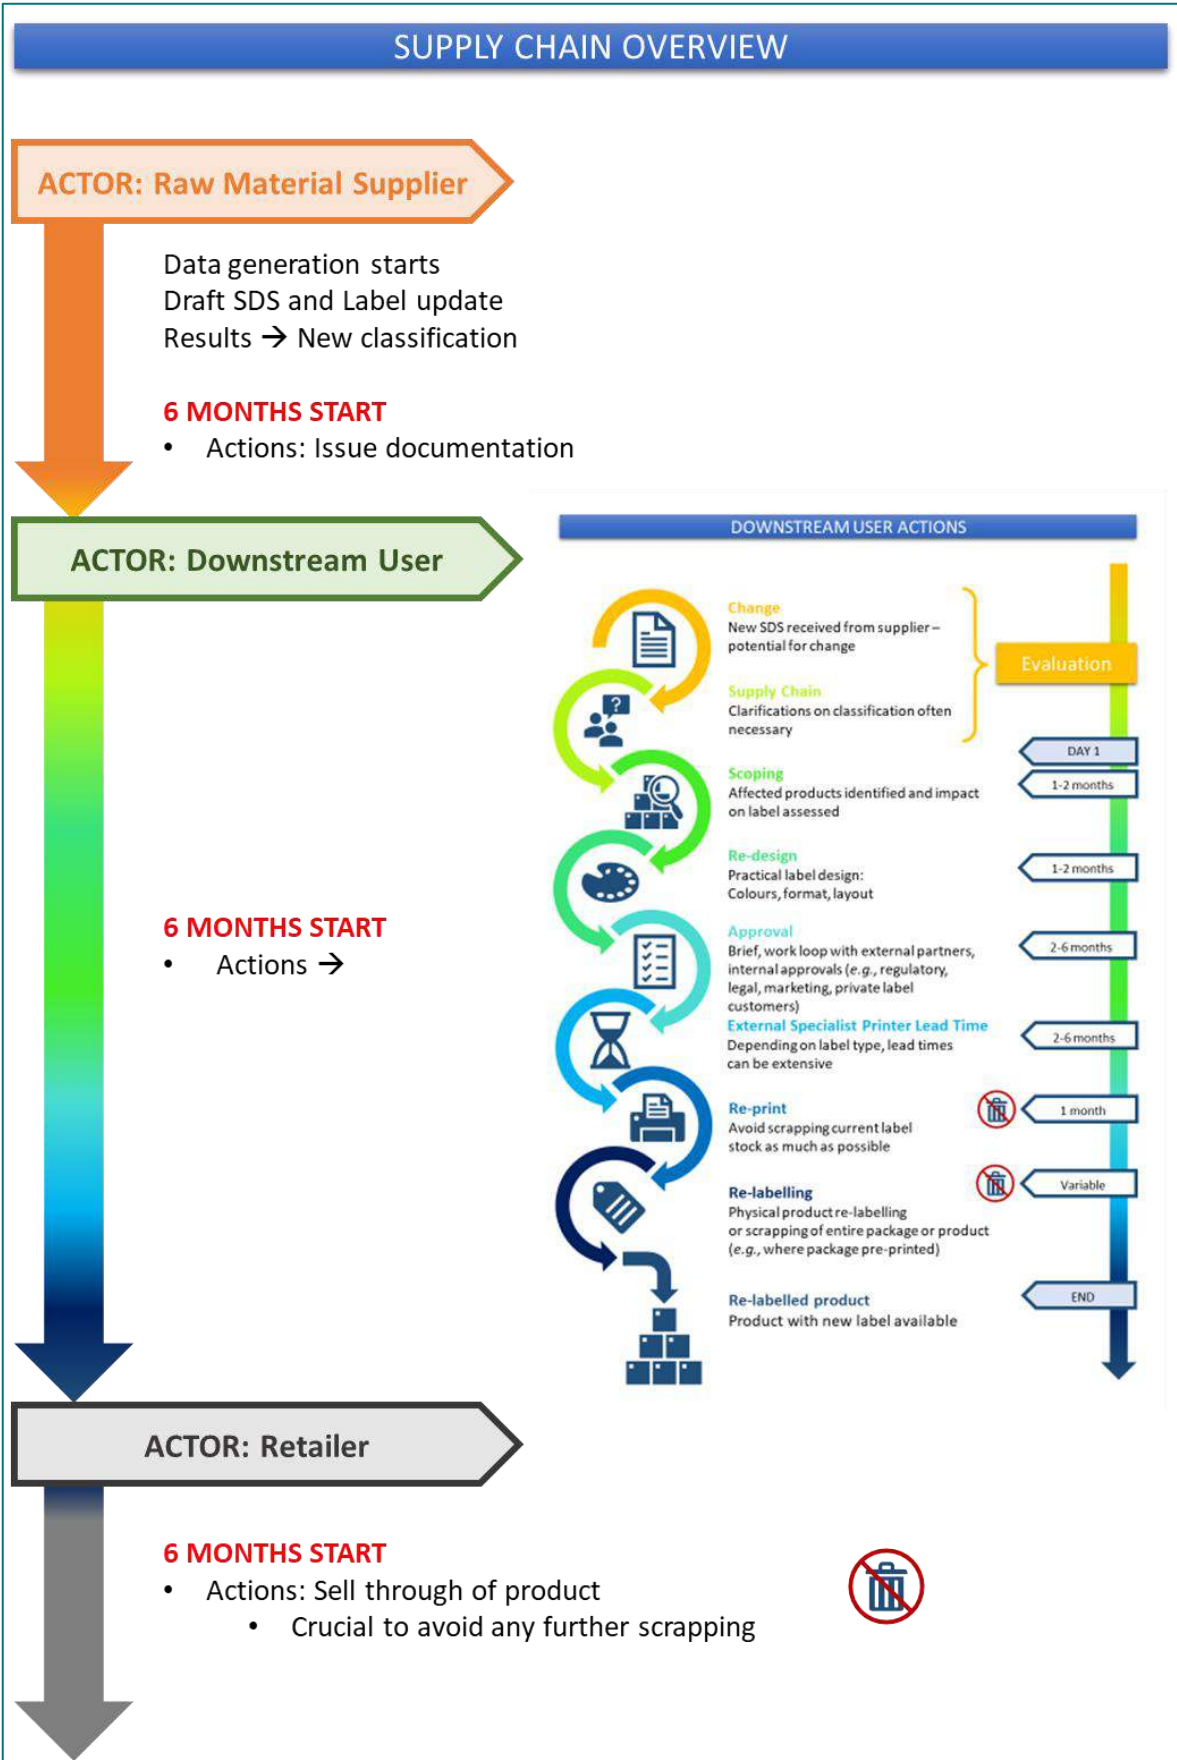 SUPPLY CHAIN OVERVIEW
ACTOR: Raw Material Supplier
Data generation starts
Draft SDS and Label update
Results → New classification
6 MONTHS START
• Actions: Issue documentation
ACTOR: Downstream User
6 MONTHS START
• Actions →
DOWNSTREAM USER ACTIONS
Change
New SDS received from supplier –
potential for change
Evaluation
Supply Chain
Clarifications on classification often
necessary
DAY 1
Scoping
1-2 months
Affected products identified and impact
on label assessed
Re-design
1-2 months
Practical label design:
Colours, format, layout
Approval
2-6 months
Brief, work loop with external partners,
internal approvals (e.g., regulatory,
legal, marketing, private label
customers)
External Specialist Printer Lead Time
2-6 months
Depending on label type, lead times
can be extensive
Re-print
1 month
Avoid scrapping current label
stock as much as possible
Variable
Re-labelling
Physical product re-labelling
or scrapping of entire package or product
(e.g., where package pre-printed)
END
Re-labelled product
Product with new label available
ACTOR: Retailer
6 MONTHS START
• Actions: Sell through of product
• Crucial to avoid any further scrapping